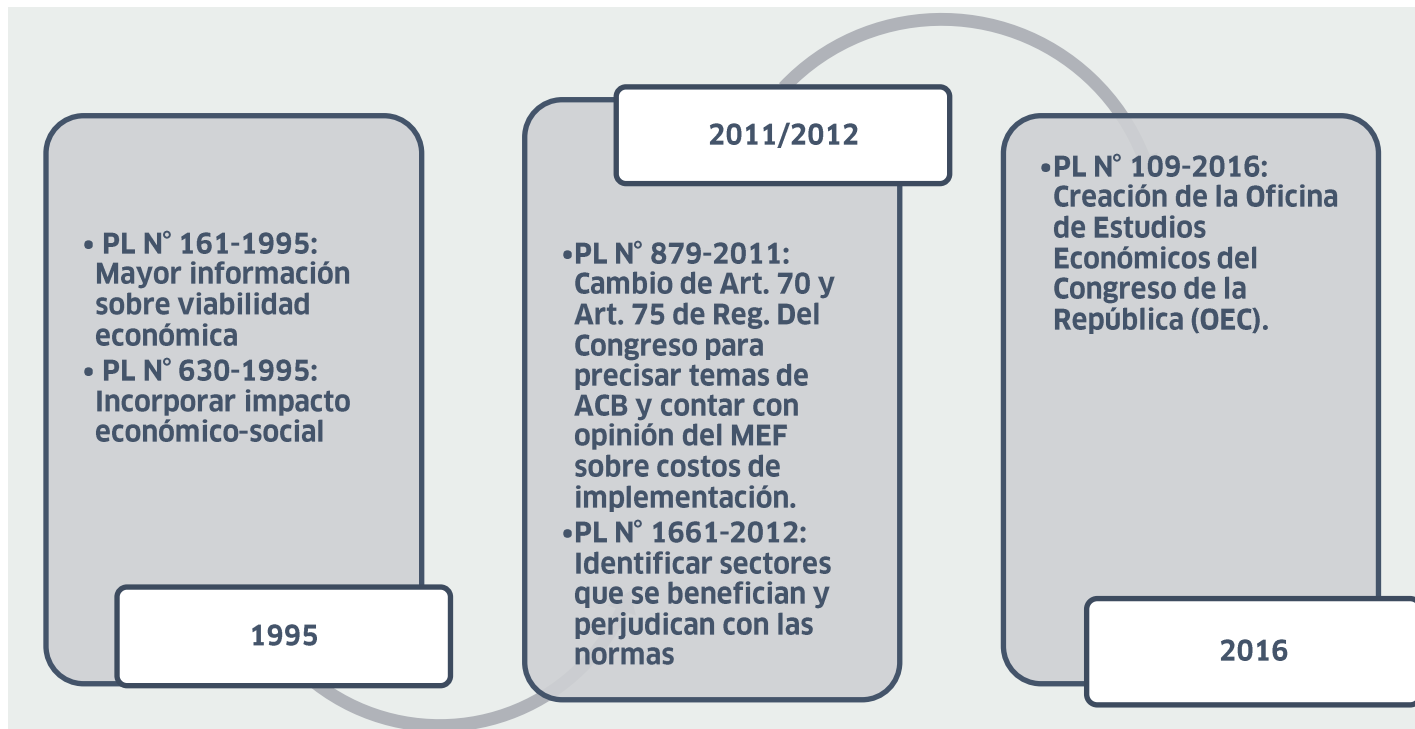 • PL N° 161-1995:
Mayor información
sobre viabilidad
económica
• PL N° 630-1995:
Incorporar impacto
económico-social
1995
2011/2012
•PL N° 879-2011:
Cambio de Art. 70 y
Art. 75 de Reg. Del
Congreso para
precisar temas de
ACB y contar con
opinión del MEF
sobre costos de
implementación.
•PL N° 1661-2012:
Identificar sectores
que se benefician y
perjudican con las
normas
•PL N° 109-2016:
Creación de la Oficina
de Estudios
Económicos del
Congreso de la
República (OEC).
2016